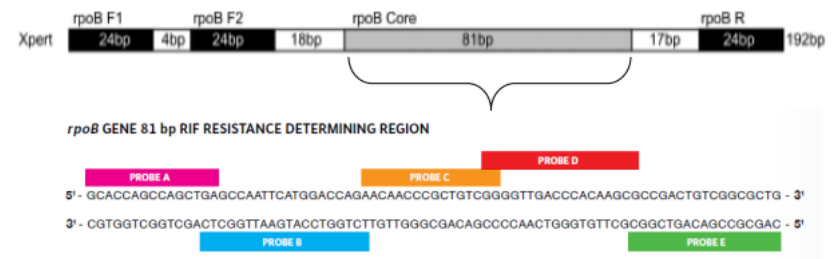 rpoB F1 rpoB F2 rpoB Core rpoB R
Xpert 24bp 4bp 24bp 18bp 81bp 17bp 24bp 192bp
rpoB GENE 81 bp RIF RESISTANCE DETERMINING REGION
PROBE D
PROBE A PROBE C
5' - GCACCAGCCAGCTGAGCCAATTCATGGACCAGAACAACCCGCTGTCGGGGTTGACCCACAAGCGCCGACTGTCGGCGCTG - 3'
3' - CGTGGTCGGTCGACTCGGTTAAGTACCTGGTCTTGTTGGGCGACAGCCCCAACTGGGTGTTCGCGGCTGACAGCCGCGAC - 5'
PROBE B PROBE E